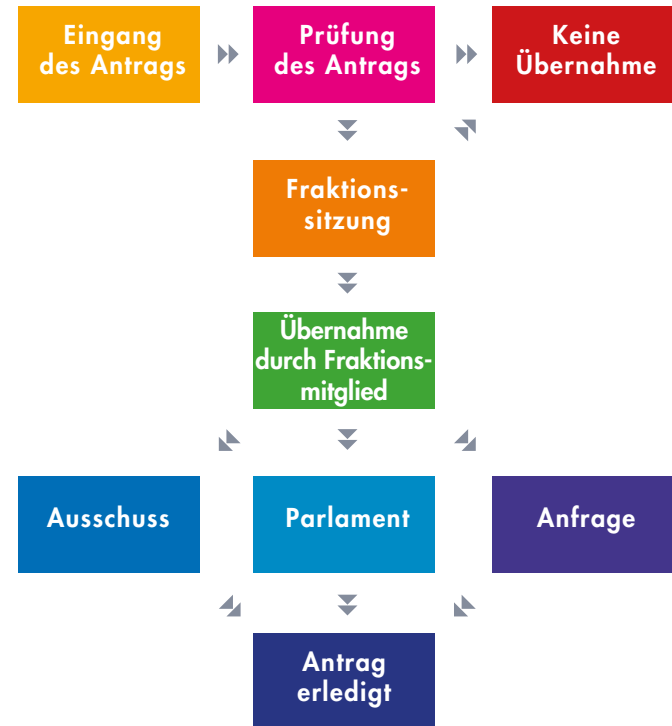 Eingang
des Antrags
Prüfung
des Antrags
Keine
Übernahme
Fraktions-
sitzung
Übernahme
durch Fraktions-
mitglied
Ausschuss
Parlament
Anfrage
Antrag
erledigt